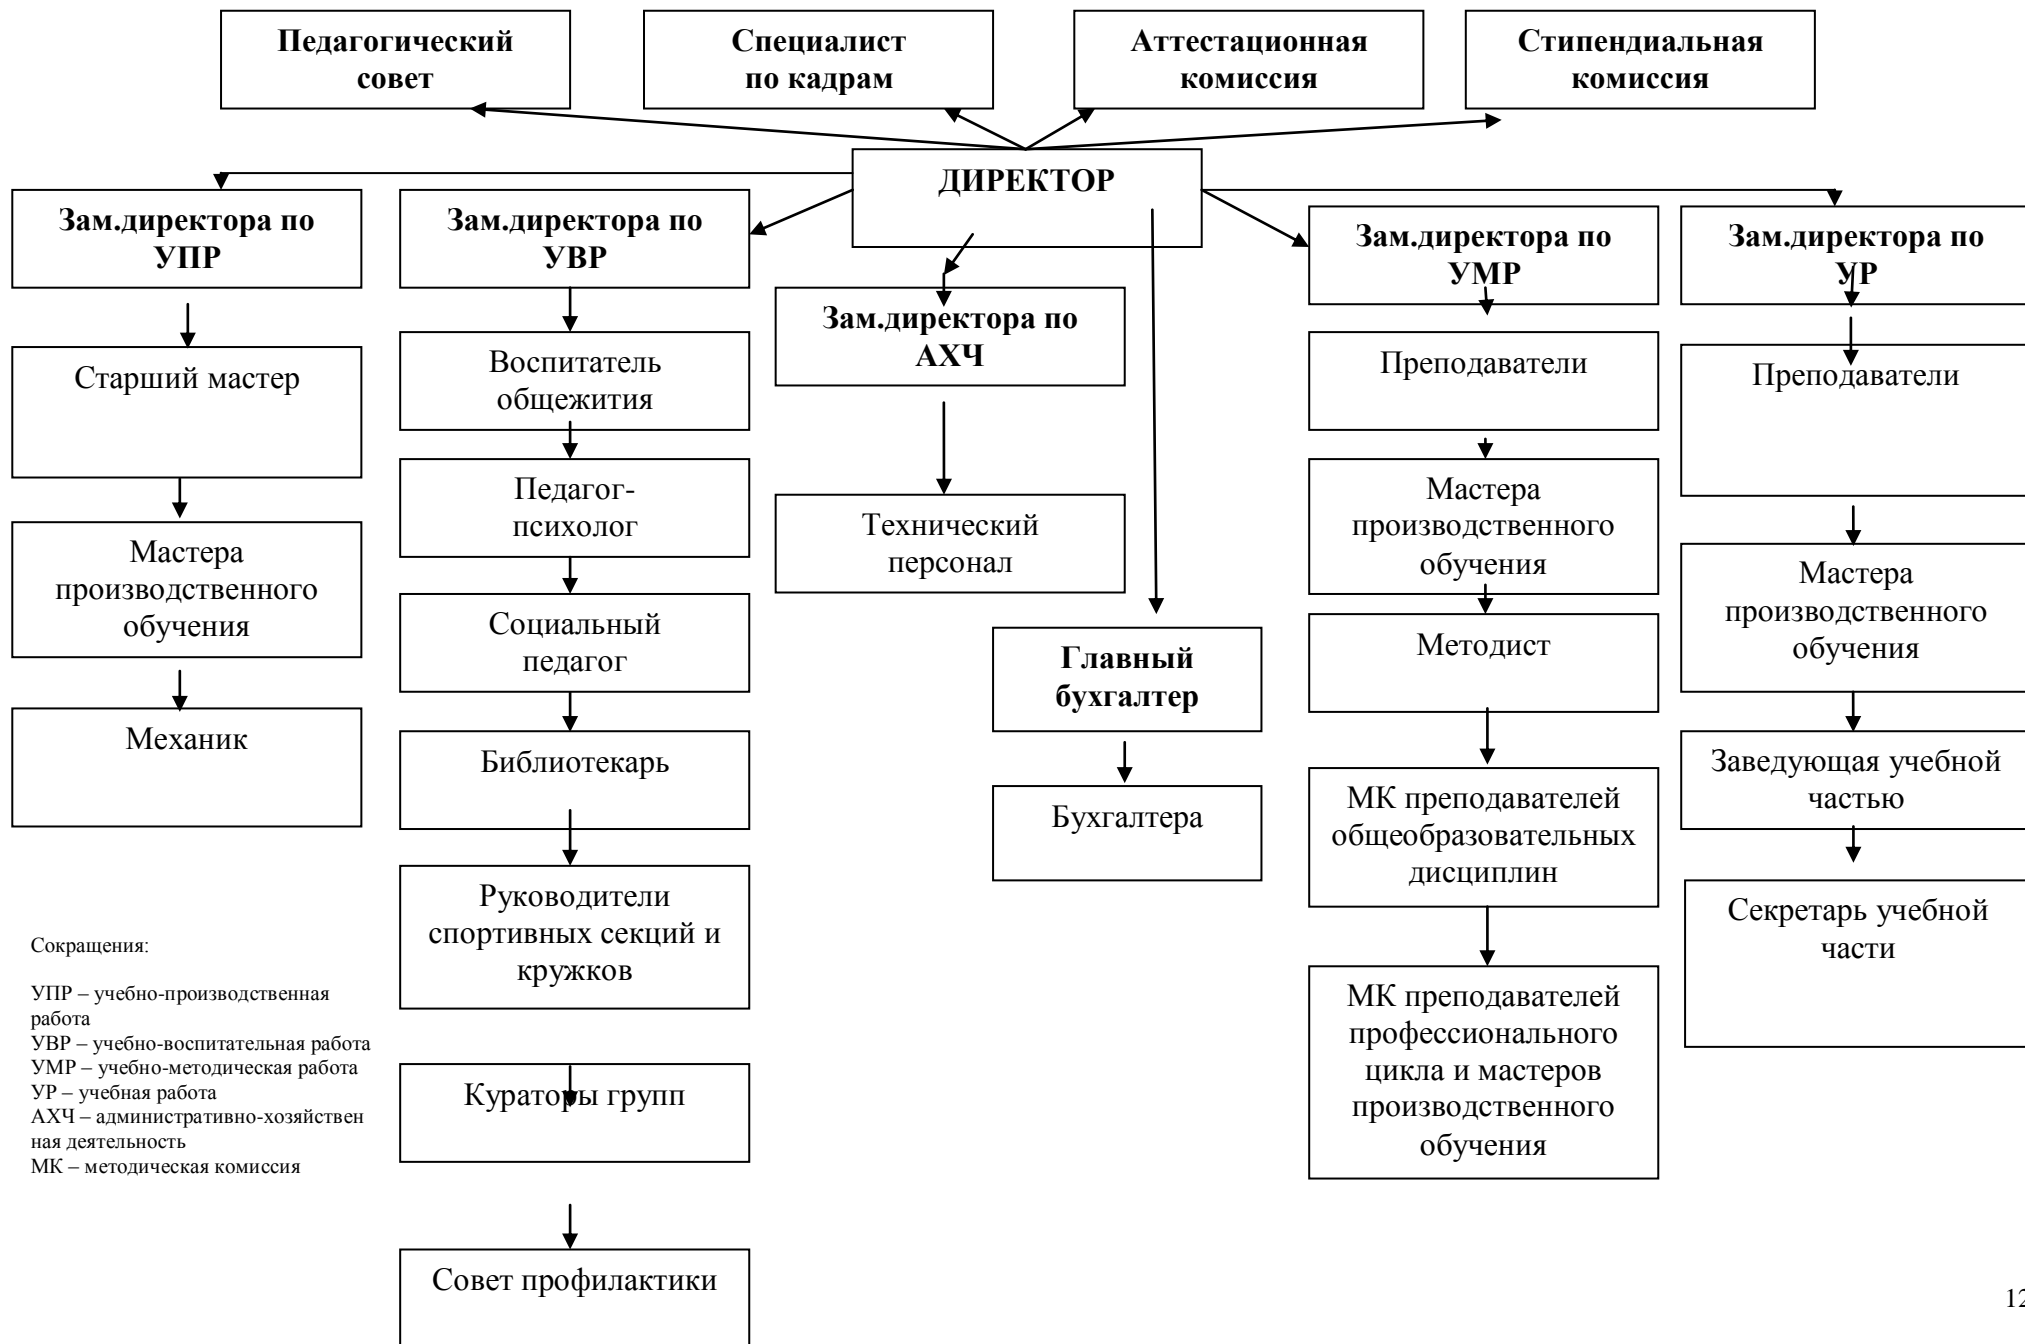 Педагогический
совет
Специалист
по кадрам
Аттестационная
комиссия
Стипендиальная
комиссия
ДИРЕКТОР
Зам.директора по
УПР
Зам.директора по
УВР
Зам.директора по
АХЧ
Зам.директора по
УМР
Зам.директора по
УР
Старший мастер
Мастера
производственного
обучения
Механик
Воспитатель
общежития
Педагог-
психолог
Социальный
педагог
Библиотекарь
Руководители
спортивных секций и
кружков
Кураторы групп
Совет профилактики
Технический
персонал
Главный
бухгалтер
Бухгалтера
Преподаватели
Мастера
производственного
обучения
Методист
МК преподавателей
общеобразовательных
дисциплин
МК преподавателей
профессионального
цикла и мастеров
производственного
обучения
Преподаватели
Мастера
производственного
обучения
Заведующая учебной
частью
Секретарь учебной
части
Сокращения:
УПР – учебно-производственная
работа
УВР – учебно-воспитательная работа
УМР – учебно-методическая работа
УР – учебная работа
АХЧ – административно-хозяйствен
ная деятельность
МК – методическая комиссия
12